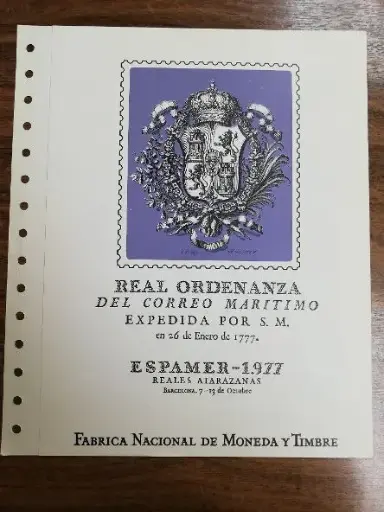 REAL ORDENANZA
DEL CORREO MARITIMO
EXPEDIDA POR S. M.
en 26 de Enero de 1777.
ESPAMER-1977
REALES ATARAZANAS
BARCELONA, 7-13 de Octubre
FABRICA NACIONAL DE MONEDA Y TIMBRE